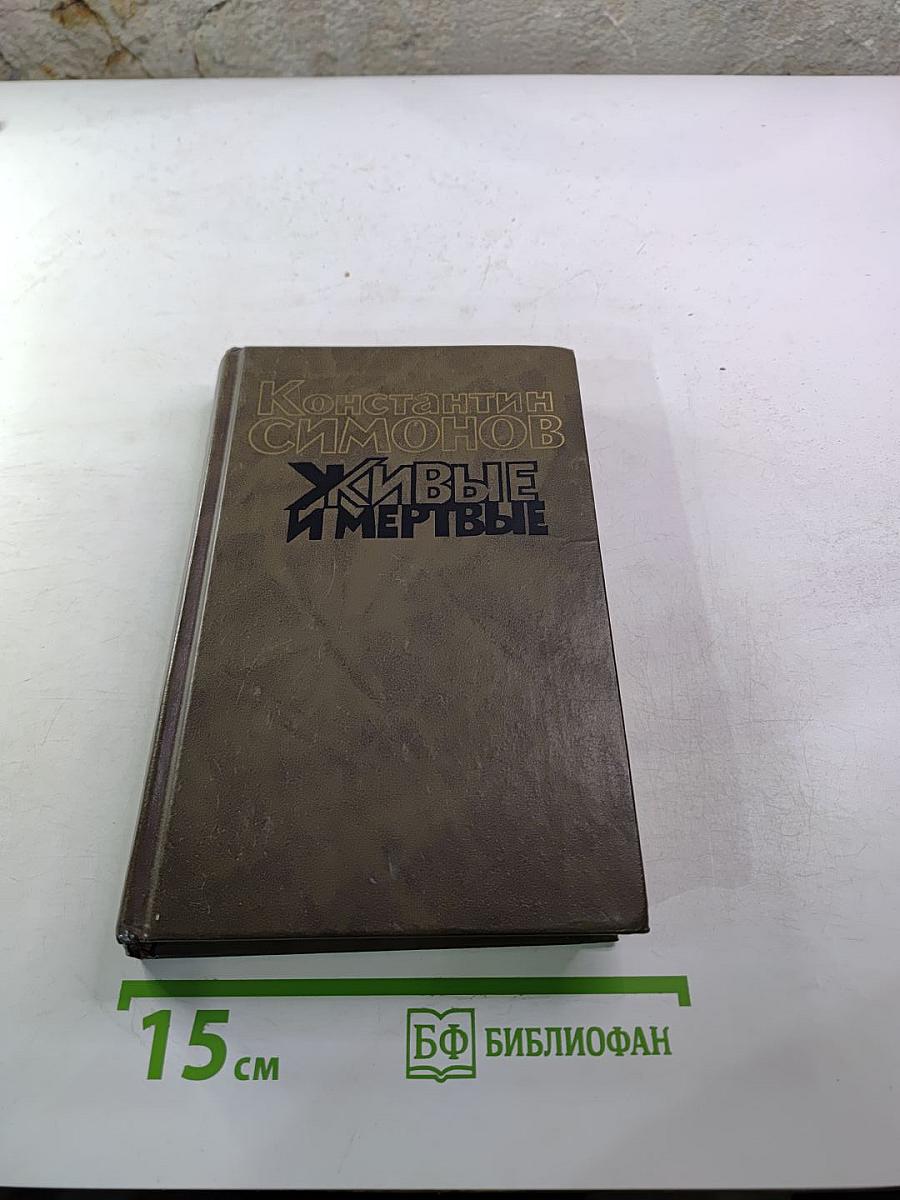 Константин
СИМОНОВ
ЖИВЫЕ
И МЕРТВЫЕ
15 см
БФ БИБЛИОФАН